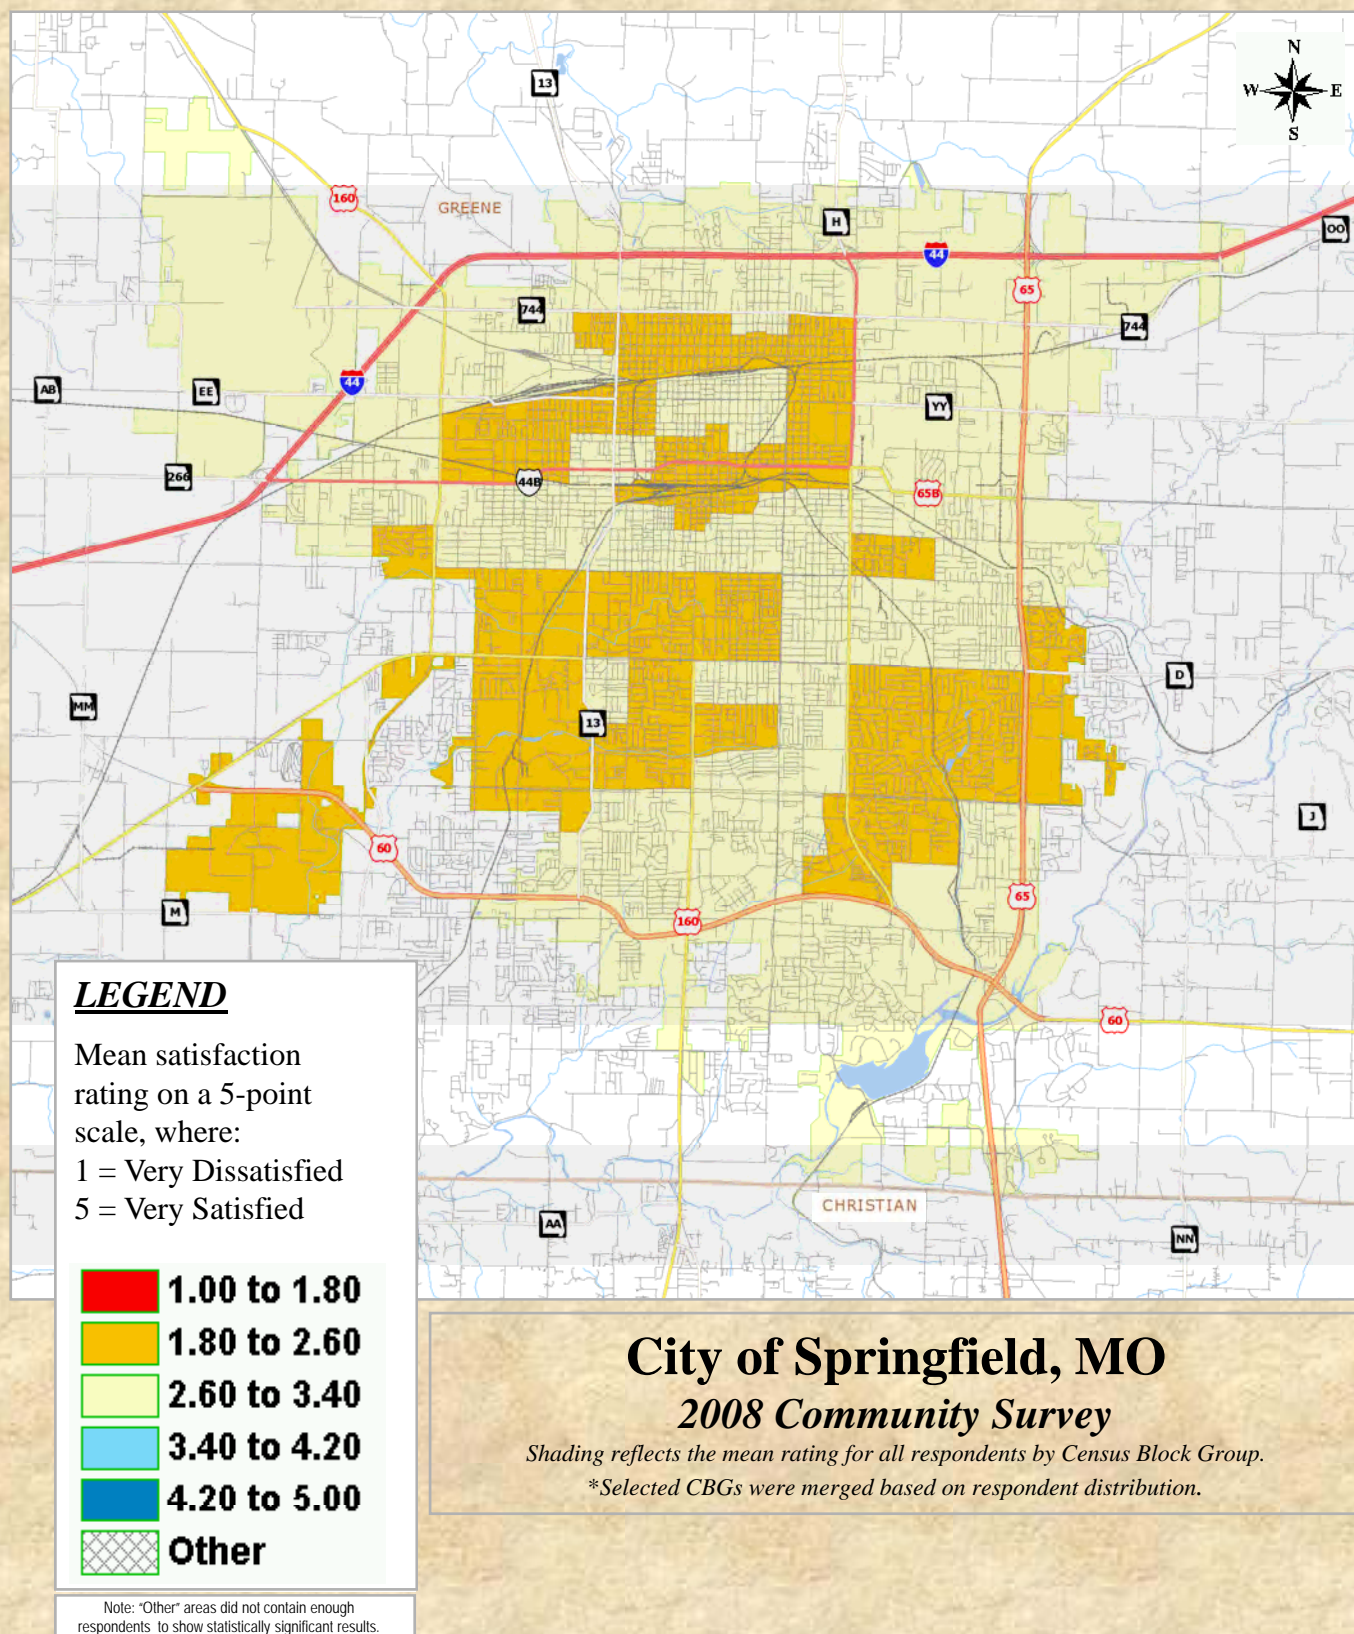 N
W E
S
13
160
GREENE
H
OO
44
65
744
744
44
AB
EE
YY
266
44B
65B
D
MM
13
J
60
65
M
160
60
CHRISTIAN
AA
NN
LEGEND
Mean satisfaction
rating on a 5-point
scale, where:
1 = Very Dissatisfied
5 = Very Satisfied
1.00 to 1.80
1.80 to 2.60
2.60 to 3.40
3.40 to 4.20
4.20 to 5.00
Other
Note: “Other” areas did not contain enough
respondents to show statistically significant results.
City of Springfield, MO
2008 Community Survey
Shading reflects the mean rating for all respondents by Census Block Group.
*Selected CBGs were merged based on respondent distribution.